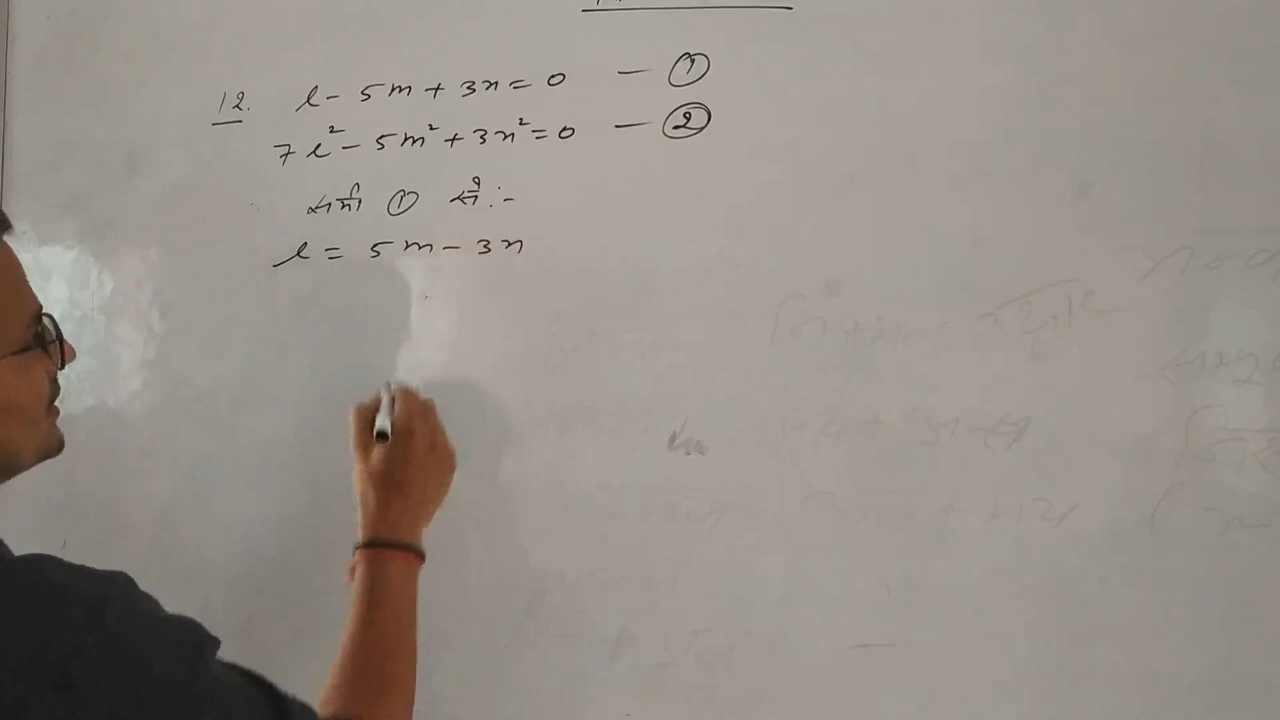 12. l - 5m + 3n = 0 — ①
7l² - 5m² + 3n² = 0 — ②
समी ① से :-
l = 5m - 3n